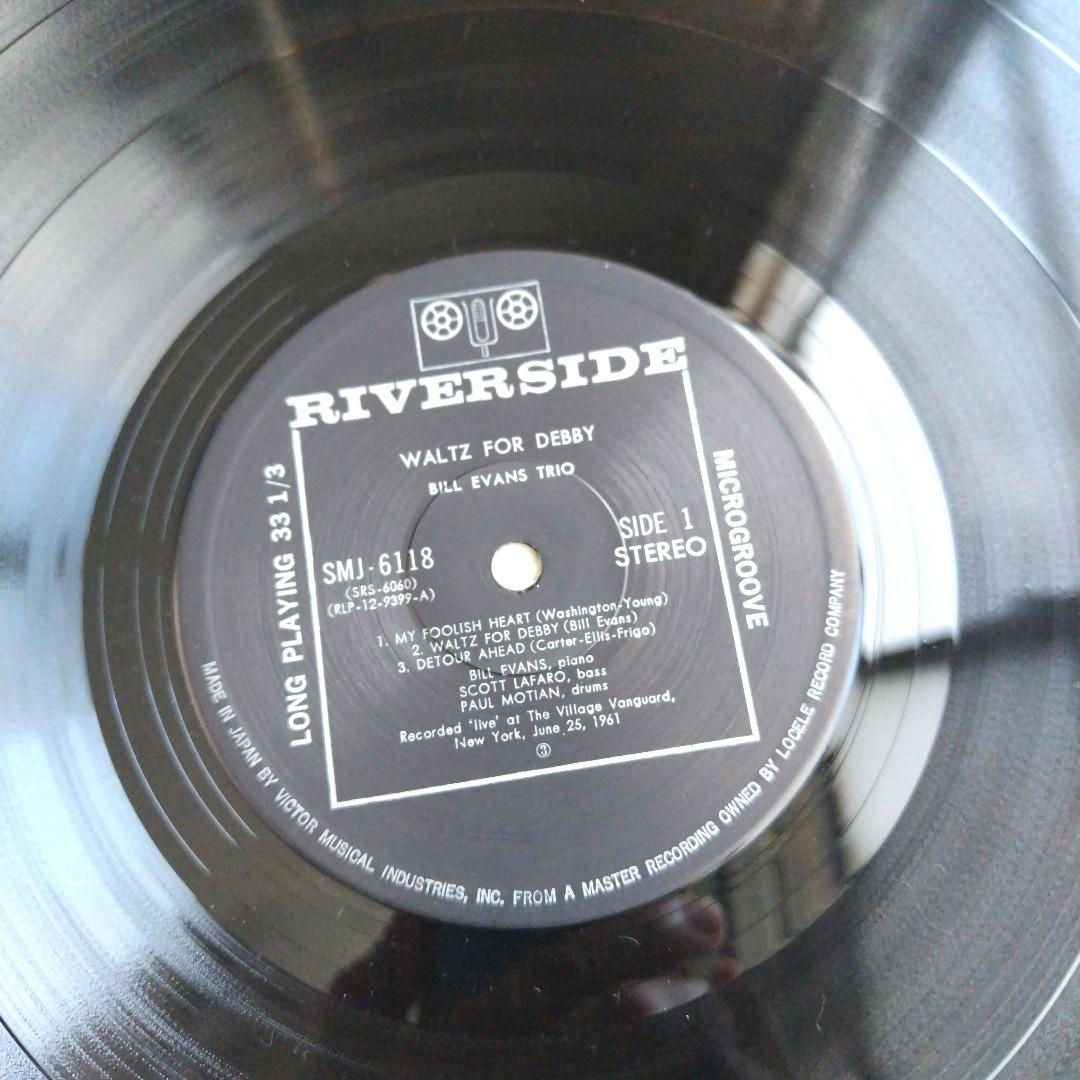 RIVERSIDE
WALTZ FOR DEBBY
BILL EVANS TRIO
SIDE 1
STEREO
SMJ-6118
(SRS-6060)
(RLP-12-9399-A)
1. MY FOOLISH HEART (Washington-Young)
2. WALTZ FOR DEBBY (Bill Evans)
3. DETOUR AHEAD (Carter-Ellis-Frigo)
BILL EVANS, piano
SCOTT LAFARO, bass
PAUL MOTIAN, drums
Recorded 'live' at The Village Vanguard,
New York, June 25, 1961
③
LONG PLAYING 33 1/3
MICROGROOVE
MADE IN JAPAN BY VICTOR MUSICAL INDUSTRIES, INC. FROM A MASTER RECORDING OWNED BY LOCELE RECORD COMPANY